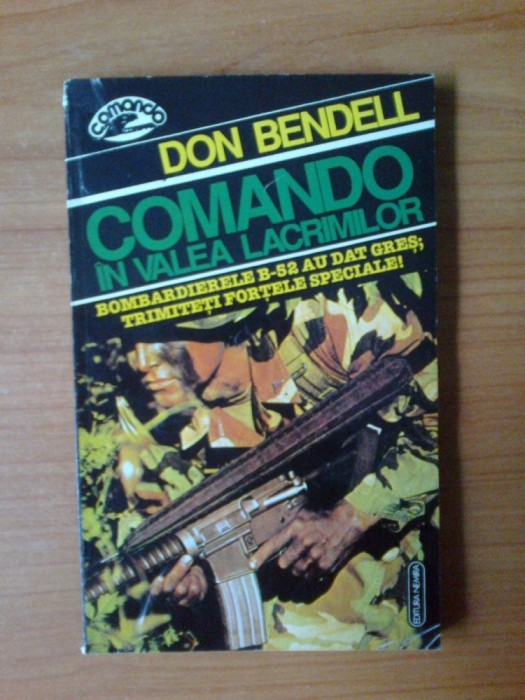 comando
DON BENDELL
COMANDO
ÎN VALEA LACRIMILOR
BOMBARDIERELE B-52 AU DAT GREȘ;
TRIMITEȚI FORȚELE SPECIALE!
EDITURA NEMIRA